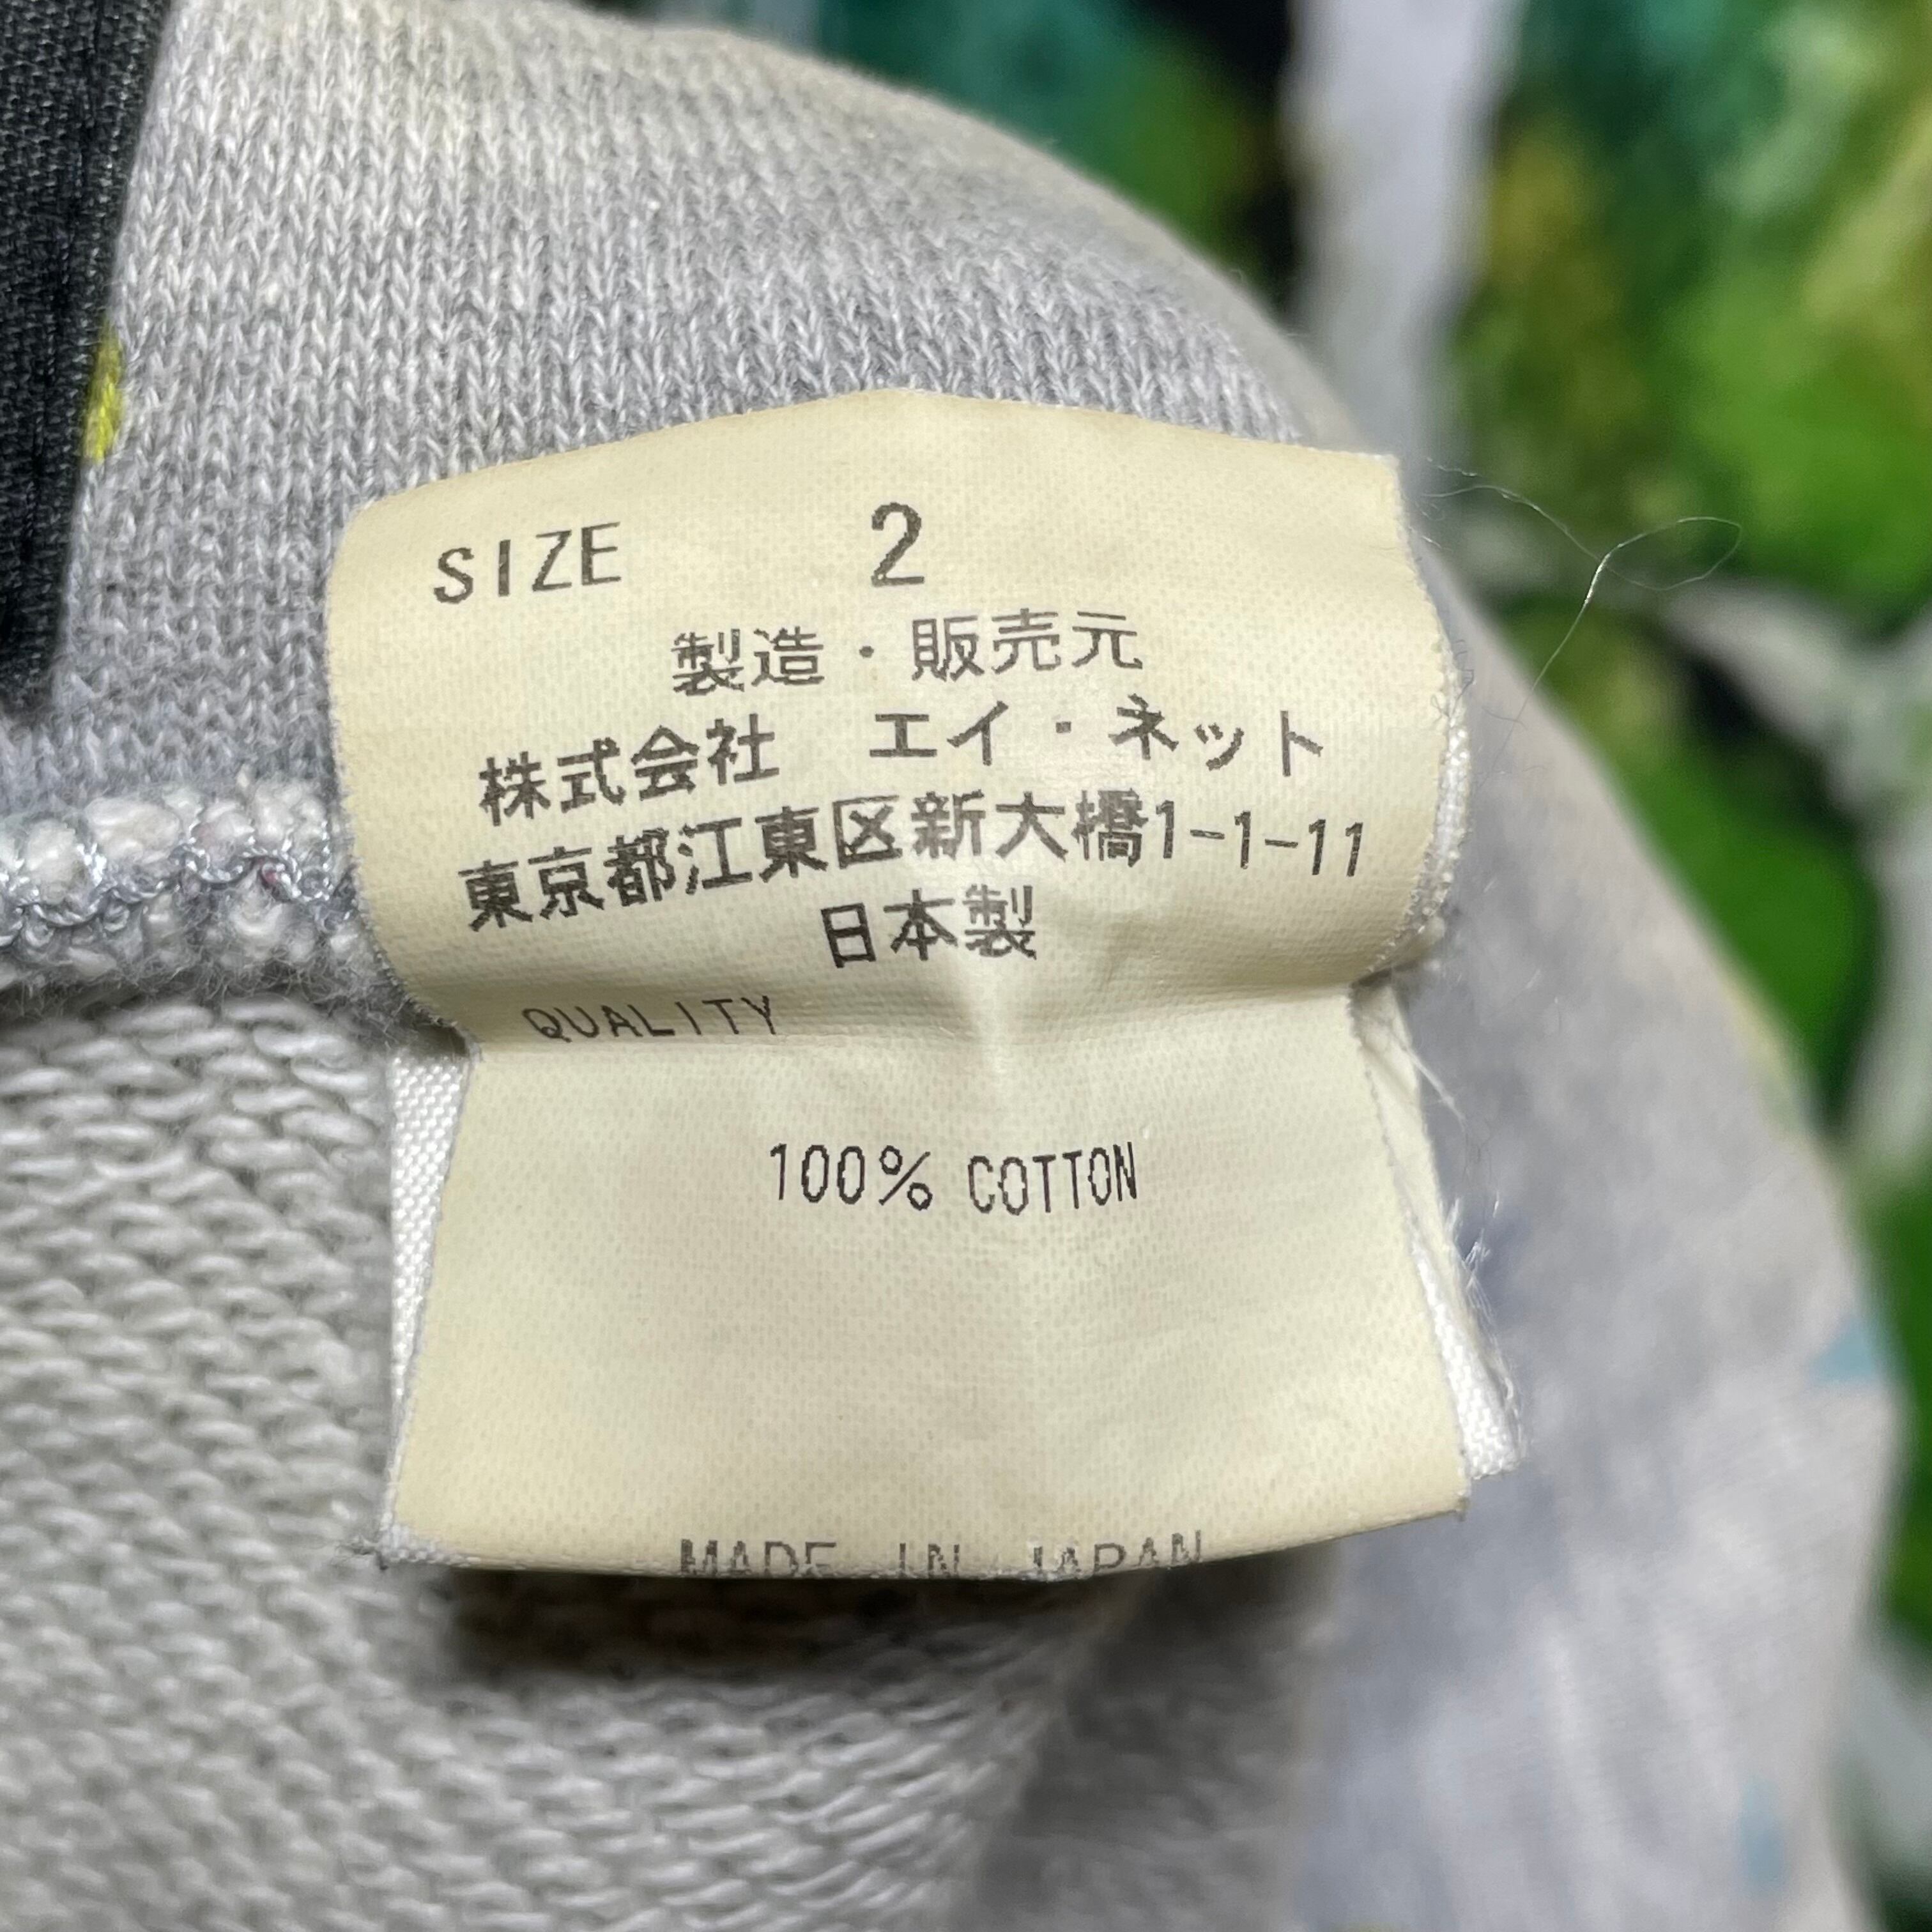 SIZE 2
製造・販売元
株式会社 エイ・ネット
東京都江東区新大橋1-1-11
日本製
QUALITY
100% COTTON
MADE IN JAPAN